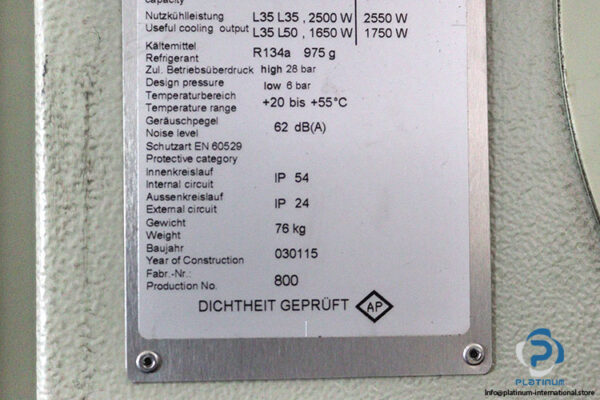 capacity
Nutzkühlleistung L35 L35 , 2500 W 2550 W
Useful cooling output L35 L50 , 1650 W 1750 W
Kältemittel
Refrigerant R134a 975 g
Zul. Betriebsüberdruck high 28 bar
Design pressure low 6 bar
Temperaturbereich
Temperature range +20 bis +55°C
Geräuschpegel
Noise level 62 dB(A)
Schutzart EN 60529
Protective category
Innenkreislauf
Internal circuit IP 54
Aussenkreislauf
External circuit IP 24
Gewicht
Weight 76 kg
Baujahr
Year of Construction 030115
Fabr.-Nr.:
Production No. 800
DICHTHEIT GEPRÜFT AP
PLATINUM
info@platinum-international.store